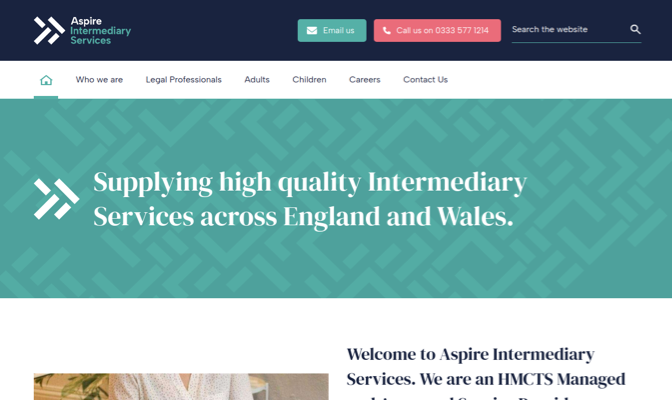 Aspire
Intermediary
Services
Email us
Call us on 0333 577 1214
Search the website
Who we are
Legal Professionals
Adults
Children
Careers
Contact Us
Supplying high quality Intermediary
Services across England and Wales.
Welcome to Aspire Intermediary
Services. We are an HMCTS Managed